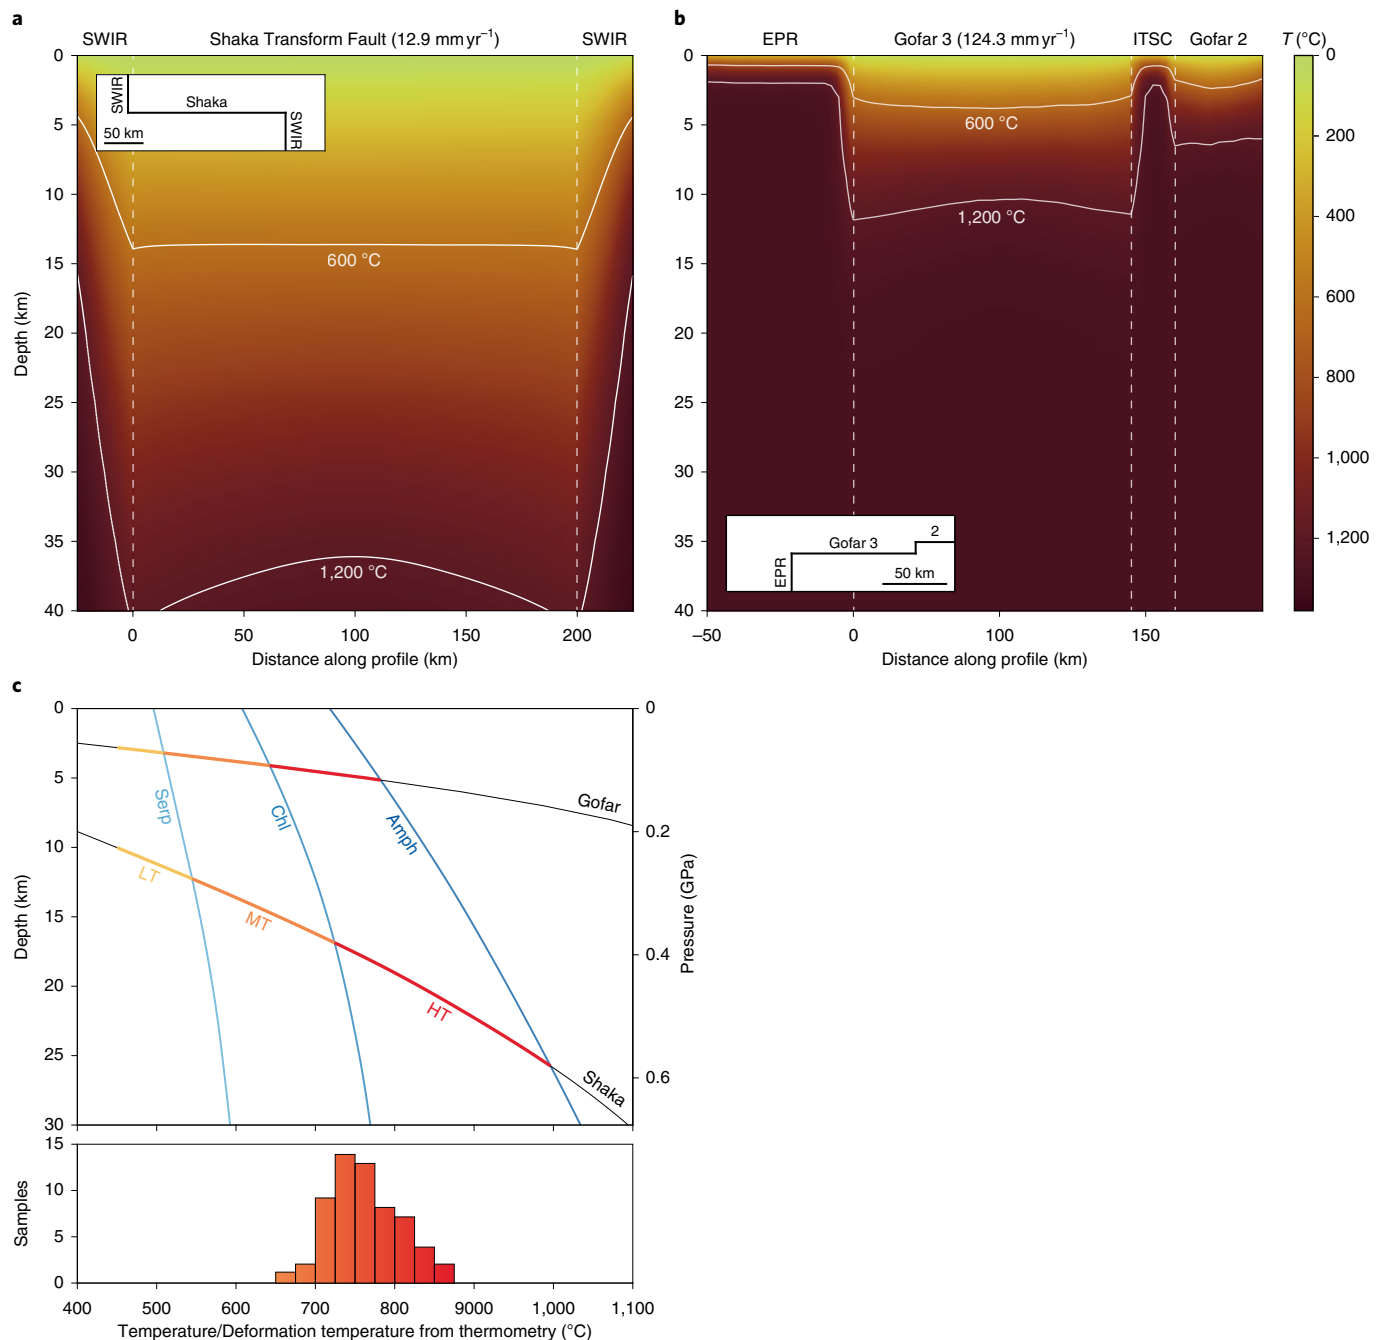 a
SWIR Shaka Transform Fault (12.9 mm yr⁻¹) SWIR
0
5
10
15
20
25
30
35
40
Depth (km)
SWIR
Shaka
SWIR
50 km
600 °C
1,200 °C
0 50 100 150 200
Distance along profile (km)
b
EPR Gofar 3 (124.3 mm yr⁻¹) ITSC Gofar 2
0
5
10
15
20
25
30
35
40
600 °C
1,200 °C
EPR
Gofar 3
2
50 km
–50 0 100 150
Distance along profile (km)
T (°C)
0
200
400
600
800
1,000
1,200
c
0
5
10
15
20
25
30
Depth (km)
Serp
Chl
Amph
Gofar
LT
MT
HT
Shaka
0
0.2
0.4
0.6
Pressure (GPa)
15
10
5
0
Samples
400 500 600 700 800 9000 1,000 1,100
Temperature/Deformation temperature from thermometry (°C)